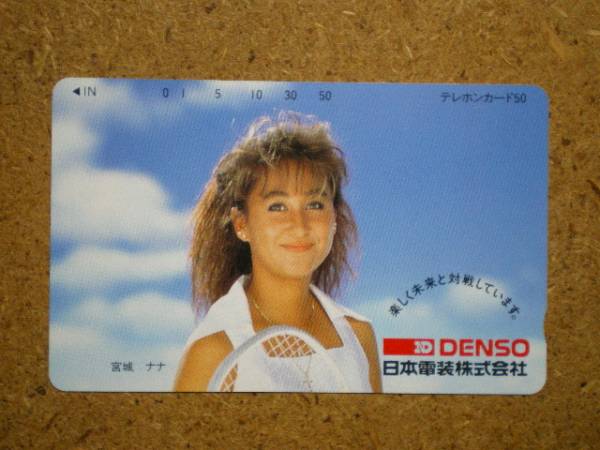 ◀IN 0 1 5 10 30 50 テレホンカード50
楽しく未来と対戦しています。
宮城 ナナ
DENSO
日本電装株式会社